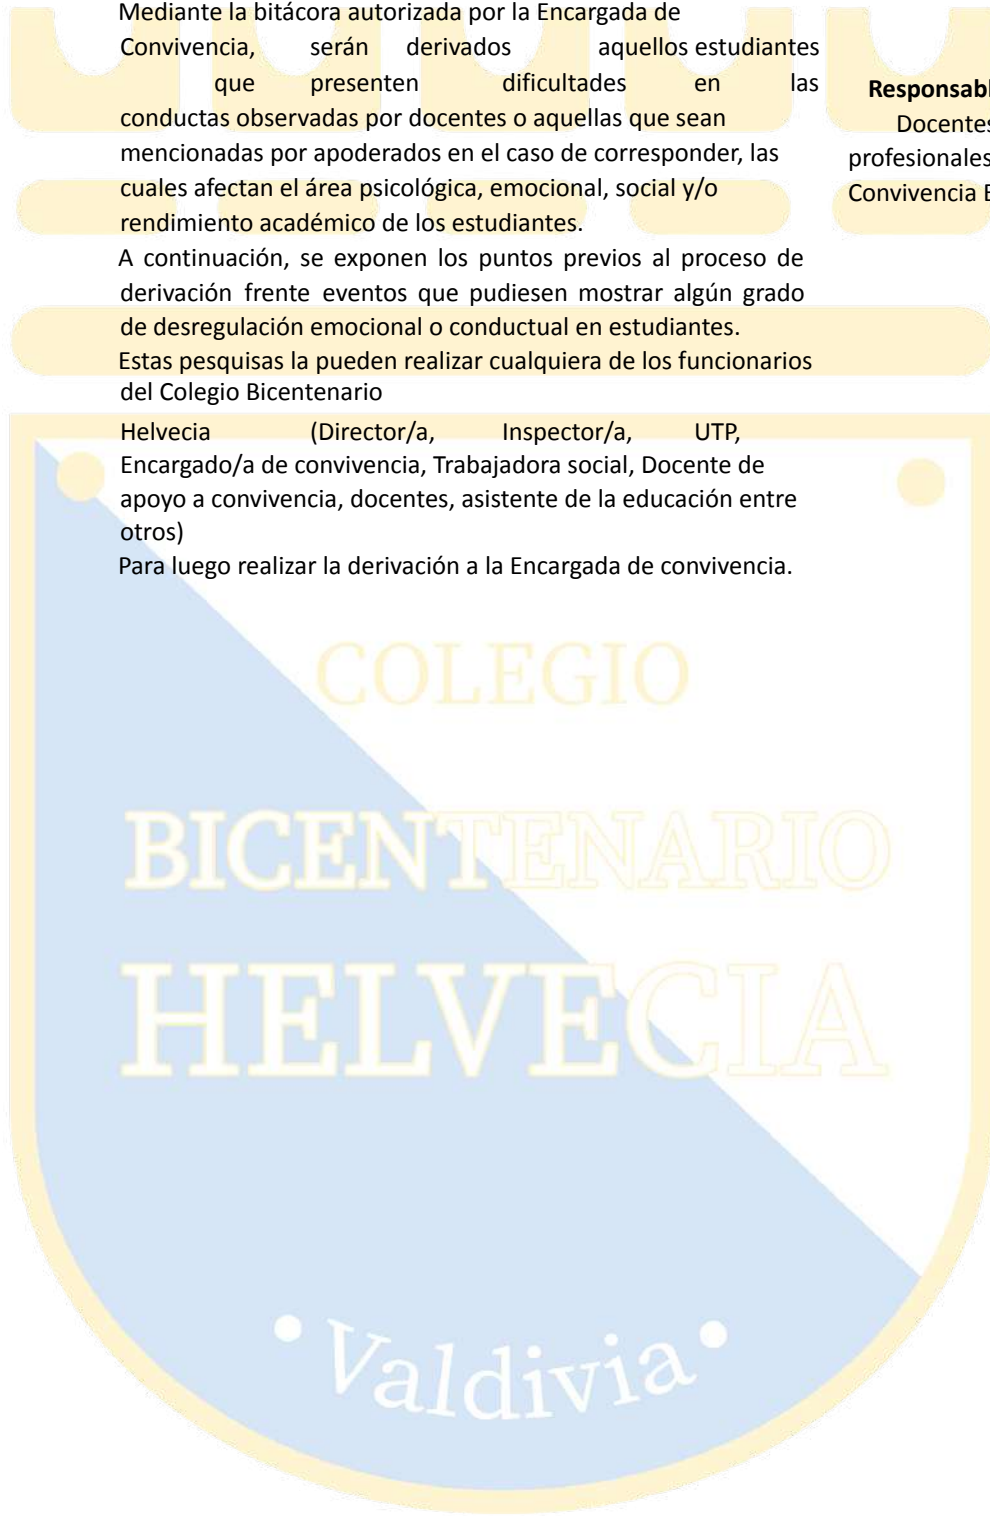 Mediante la bitácora autorizada por la Encargada de
Convivencia, serán derivados aquellos estudiantes
que presenten dificultades en las
conductas observadas por docentes o aquellas que sean
mencionadas por apoderados en el caso de corresponder, las
cuales afectan el área psicológica, emocional, social y/o
rendimiento académico de los estudiantes.
A continuación, se exponen los puntos previos al proceso de
derivación frente eventos que pudiesen mostrar algún grado
de desregulación emocional o conductual en estudiantes.
Estas pesquisas la pueden realizar cualquiera de los funcionarios
del Colegio Bicentenario
Helvecia (Director/a, Inspector/a, UTP,
Encargado/a de convivencia, Trabajadora social, Docente de
apoyo a convivencia, docentes, asistente de la educación entre
otros)
Para luego realizar la derivación a la Encargada de convivencia.
Docentes
profesionales
Convivencia
COLEGIO
BICENTENARIO
HELVECIA
• Valdivia •